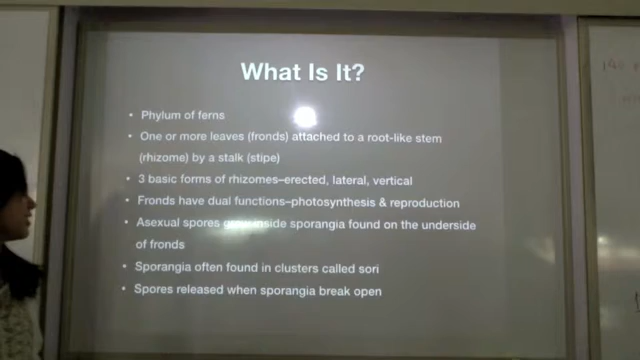 What Is It?
• Phylum of ferns
• One or more leaves (fronds) attached to a root-like stem
(rhizome) by a stalk (stipe)
• 3 basic forms of rhizomes–erected, lateral, vertical
• Fronds have dual functions–photosynthesis & reproduction
• Asexual spores grow inside sporangia found on the underside
of fronds
• Sporangia often found in clusters called sori
• Spores released when sporangia break open